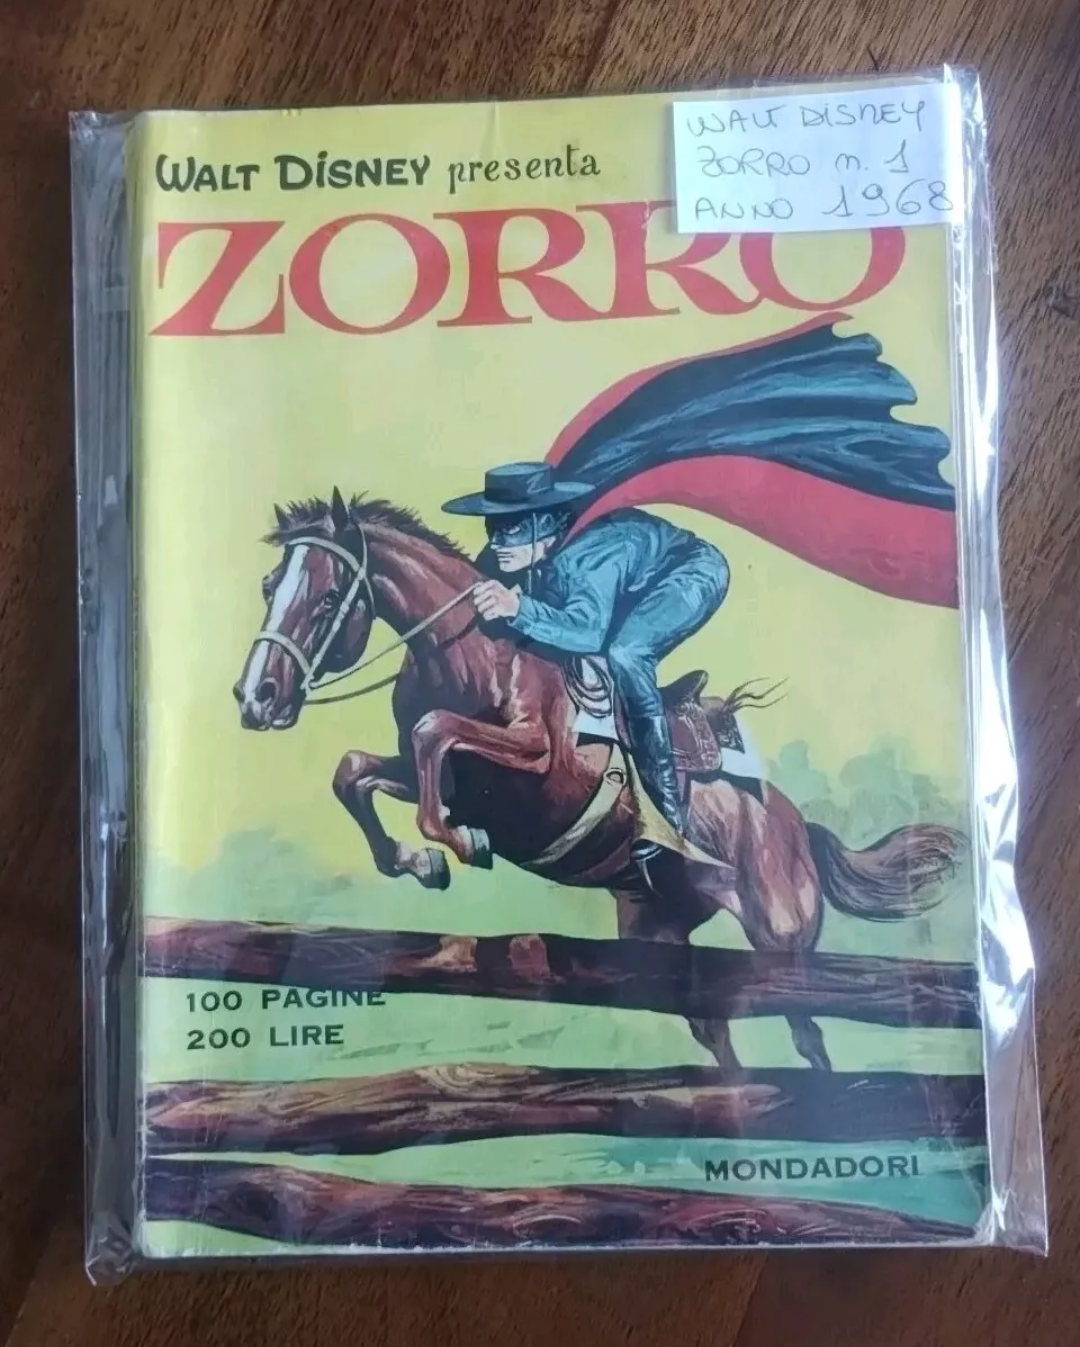 WALT DISNEY presenta
ZORRO
WALT DISNEY
ZORRO n. 1
ANNO 1968
100 PAGINE
200 LIRE
MONDADORI